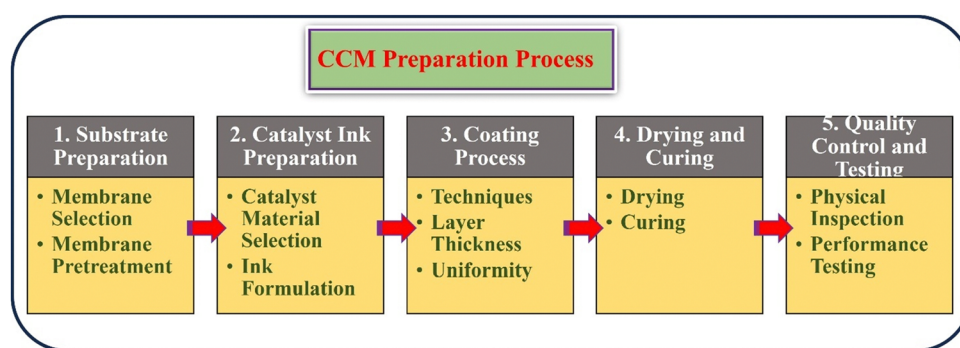 CCM Preparation Process
1. Substrate
Preparation
• Membrane
Selection
• Membrane
Pretreatment
2. Catalyst Ink
Preparation
• Catalyst
Material
Selection
• Ink
Formulation
3. Coating
Process
• Techniques
• Layer
Thickness
• Uniformity
4. Drying and
Curing
• Drying
• Curing
5. Quality
Control and
Testing
• Physical
Inspection
• Performance
Testing